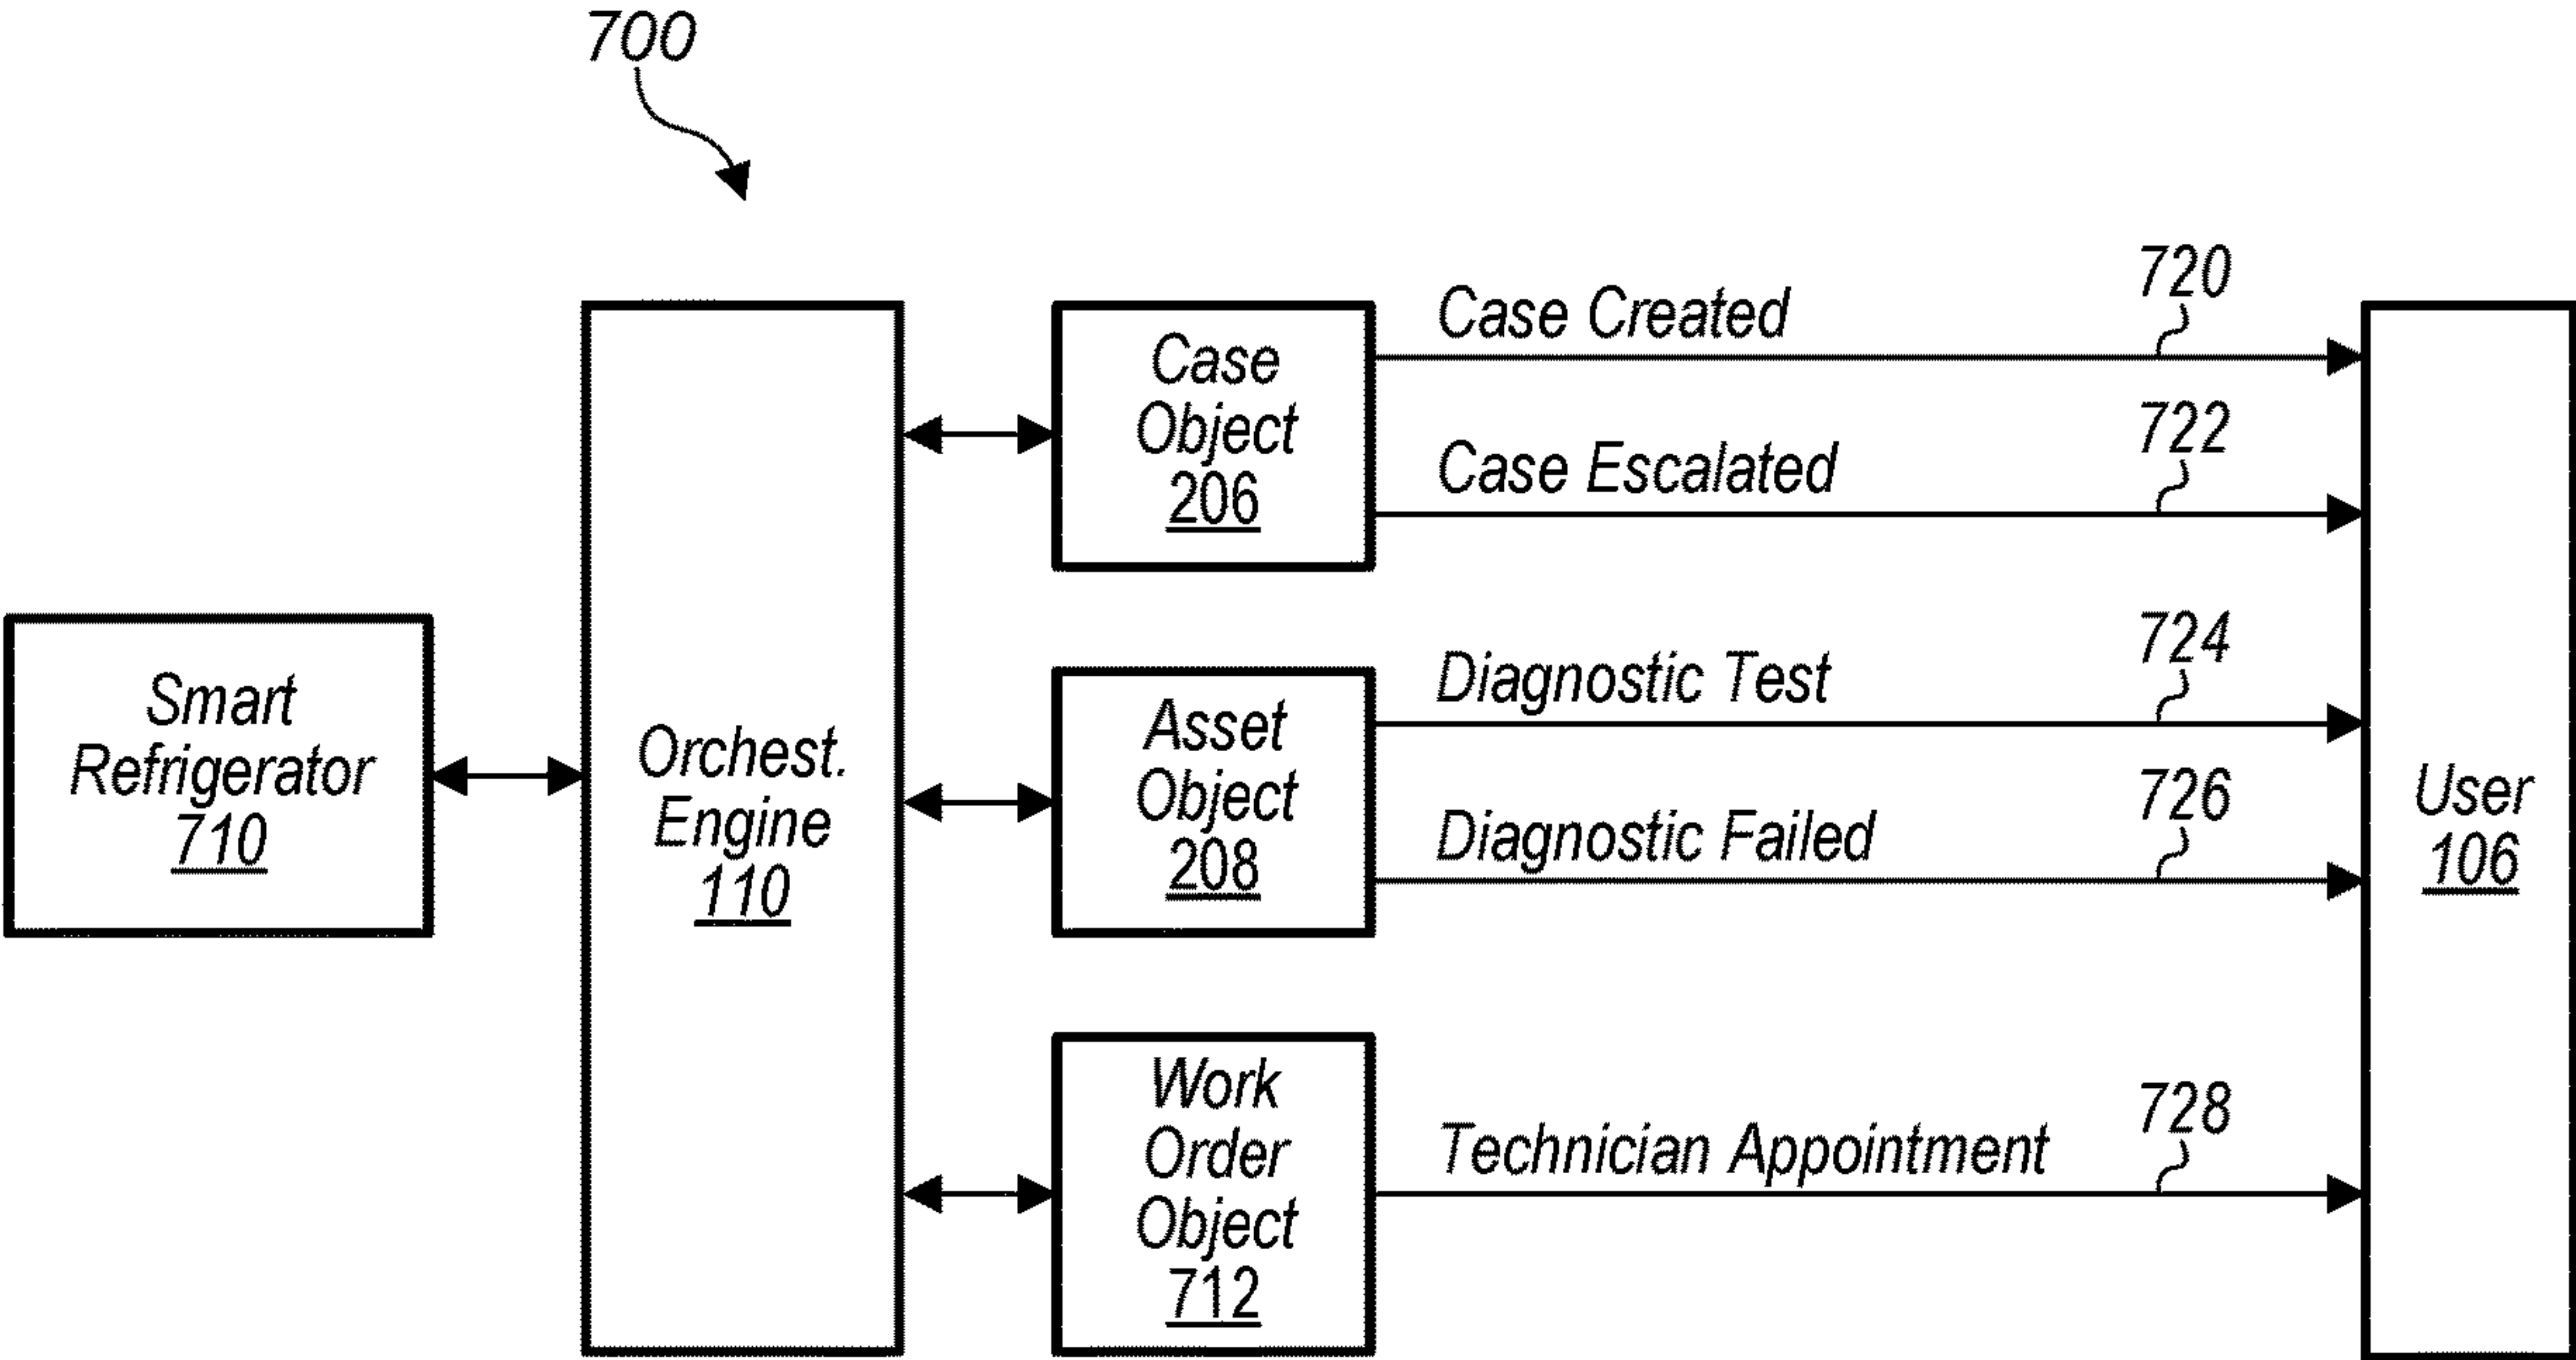 700
Smart
Refrigerator
710
Orchest.
Engine
110
Case
Object
206
Asset
Object
208
Work
Order
Object
712
Case Created
720
Case Escalated
722
Diagnostic Test
724
Diagnostic Failed
726
Technician Appointment
728
User
106